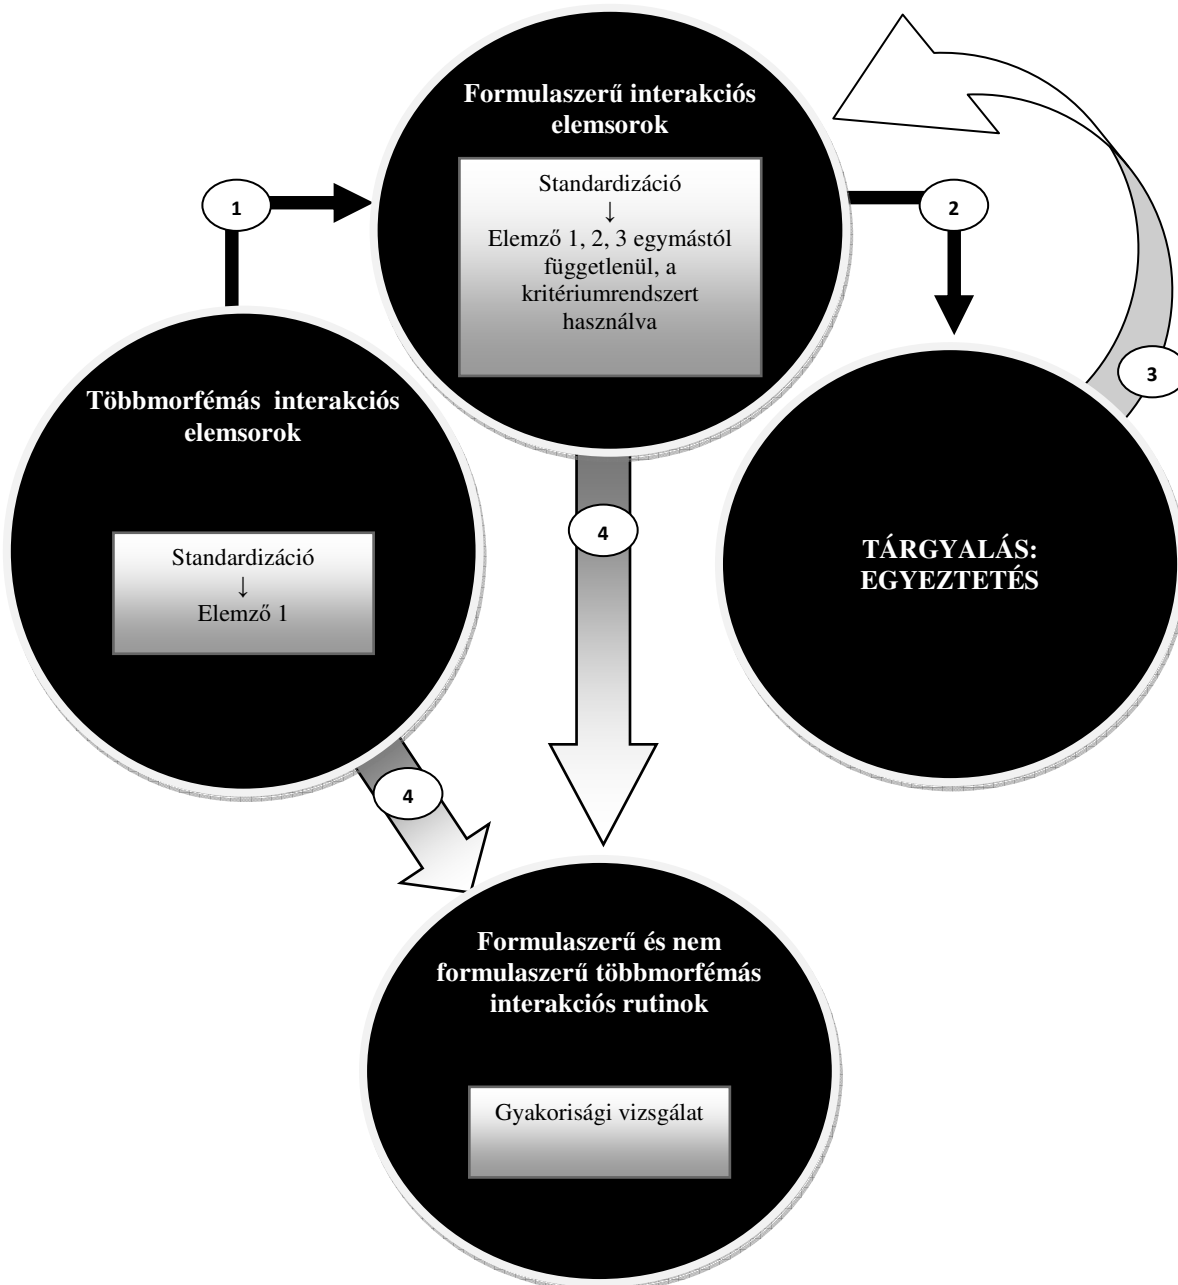 Formulaszerű interakciós
elemsorok
Standardizáció
↓
Elemző 1, 2, 3 egymástól
függetlenül, a
kritériumrendszert
használva
1
2
3
Többmorfémás interakciós
elemsorok
Standardizáció
↓
Elemző 1
4
TÁRGYALÁS:
EGYEZTETÉS
4
Formulaszerű és nem
formulaszerű többmorfémás
interakciós rutinok
Gyakorisági vizsgálat